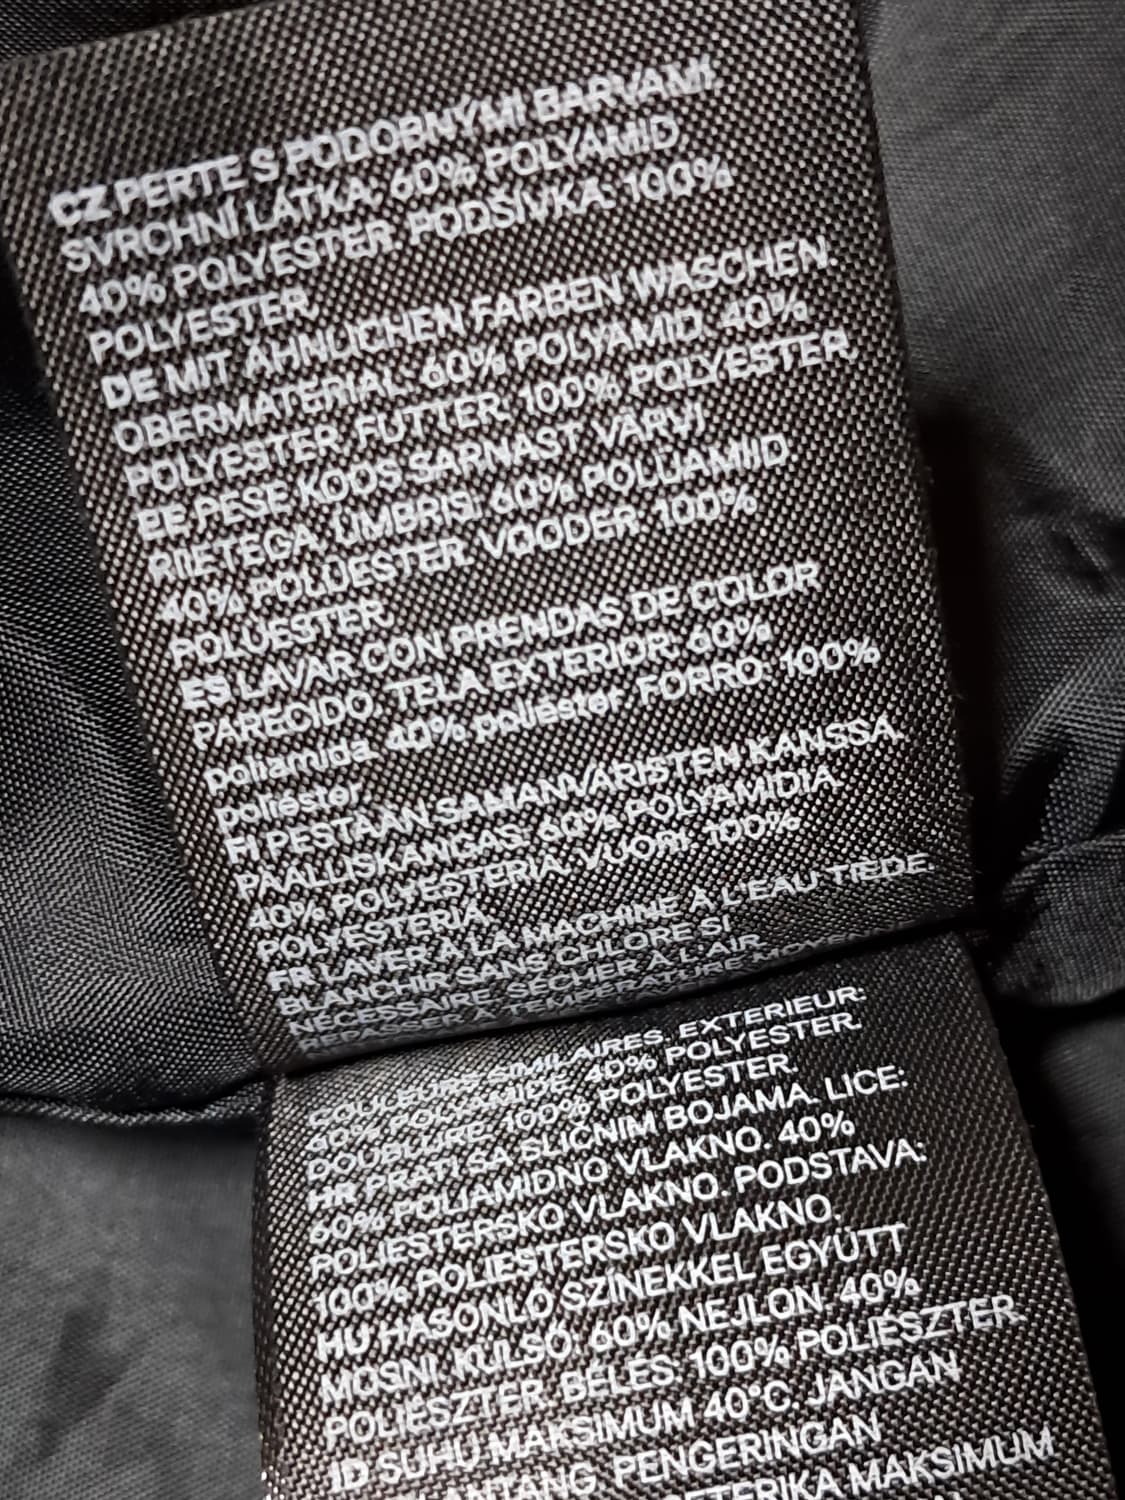 CZ PERTE S PODOBNÝMI BARVAMI.
SVRCHNÍ LÁTKA: 60% POLYAMID
40% POLYESTER PODŠÍVKA: 100%
POLYESTER.
DE MIT ÄHNLICHEN FARBEN WASCHEN
OBERMATERIAL: 60% POLYAMID. 40%
POLYESTER. FUTTER: 100% POLYESTER.
EE PESE KOOS SARNAST VÄRVI
RIIETEGA. ÜMBRIS: 60% POLÜAMIID
40% POLÜESTER. VOODER: 100%
POLÜESTER.
ES LAVAR CON PRENDAS DE COLOR
PARECIDO. TELA EXTERIOR: 60%
poliamida. 40% poliéster FORRO: 100%
poliéster.
FI PESTÄÄN SAMANVÄRISTEN KANSSA.
PÄÄLLISKANGAS: 60% POLYAMIDIA.
40% POLYESTERIÄ. VUORI: 100%
POLYESTERIÄ.
FR LAVER À LA MACHINE À L'EAU TIÈDE
BLANCHIR SANS CHLORE SI
NÉCESSAIRE. SÉCHER À L'AIR
REPASSER À TEMPÉRATURE MOYENNE
COULEURS SIMILAIRES. EXTERIEUR:
60% POLYAMIDE 40% POLYESTER.
DOUBLURE: 100% POLYESTER.
HR PRATI SA SLIČNIM BOJAMA. LICE:
60% POLIAMIDNO VLAKNO. 40%
POLIESTERSKO VLAKNO. PODSTAVA:
100% POLIESTERSKO VLAKNO.
HU HASONLÓ SZÍNEKKEL EGYÜTT
MOSNI. KÜLSŐ: 60% NEJLON. 40%
POLIÉSZTER. BÉLÉS: 100% POLIÉSZTER.
ID SUHU MAKSIMUM 40°C. JANGAN
PENGERINGAN
MAKSIMUM